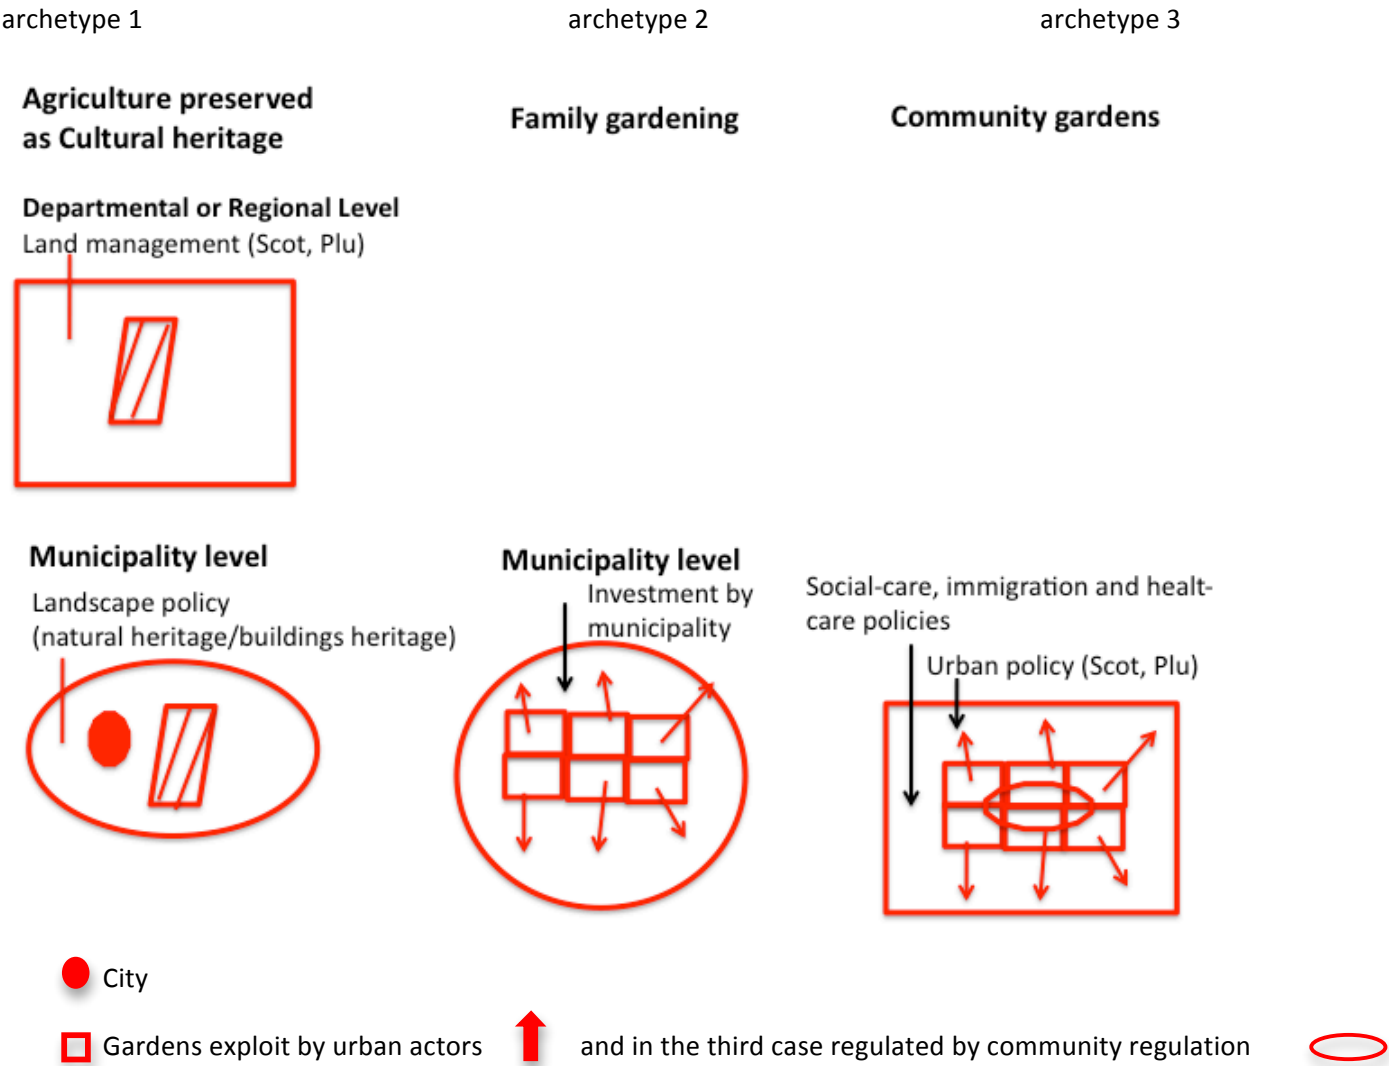 archetype 1
archetype 2
archetype 3
Agriculture preserved
as Cultural heritage
Family gardening
Community gardens
Departmental or Regional Level
Land management (Scot, Plu)
Municipality level
Landscape policy
(natural heritage/buildings heritage)
Municipality level
Investment by
municipality
Social-care, immigration and healt-
care policies
Urban policy (Scot, Plu)
City
Gardens exploit by urban actors
and in the third case regulated by community regulation